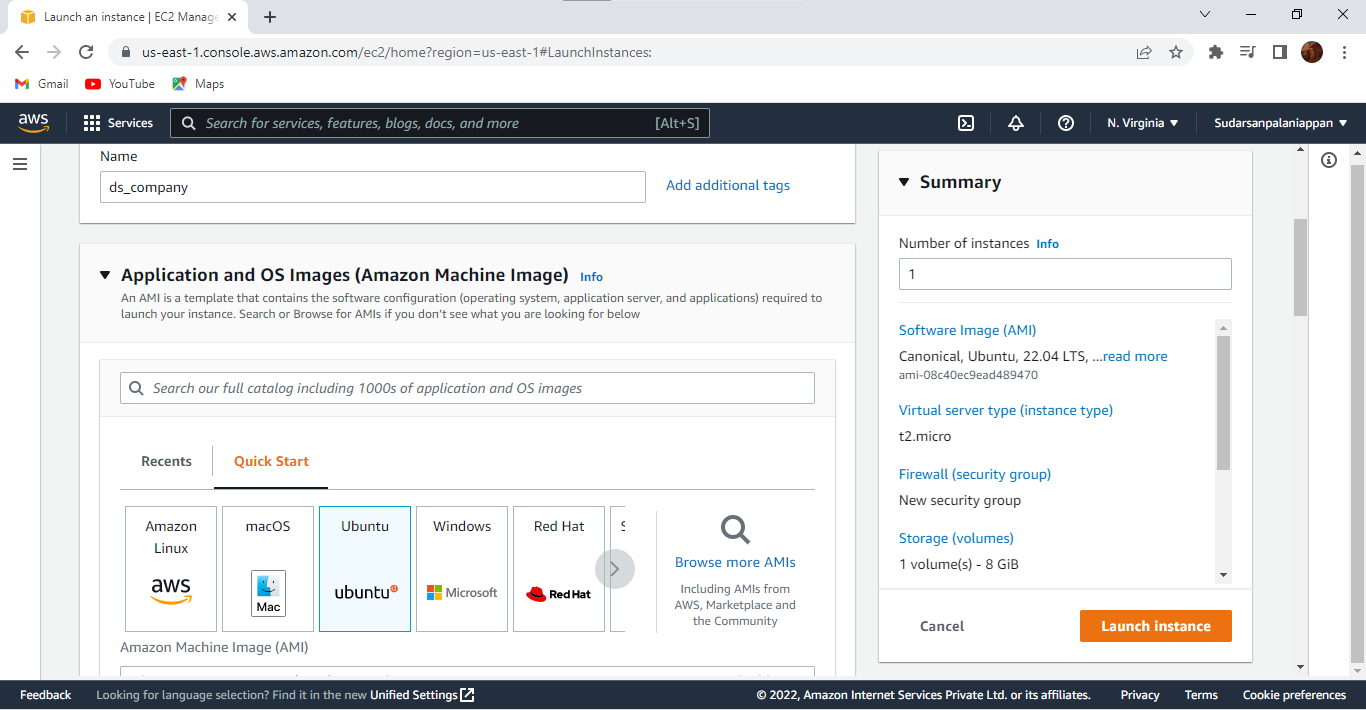 Launch an instance | EC2 Manage
us-east-1.console.aws.amazon.com/ec2/home?region=us-east-1#LaunchInstances:
Gmail YouTube Maps
aws Services Search for services, features, blogs, docs, and more [Alt+S] N. Virginia Sudarsanpalaniappan
Name
ds_company Add additional tags
Application and OS Images (Amazon Machine Image) Info
An AMI is a template that contains the software configuration (operating system, application server, and applications) required to
launch your instance. Search or Browse for AMIs if you don't see what you are looking for below
Search our full catalog including 1000s of application and OS images
Recents Quick Start
Amazon
Linux
aws
macOS
Mac
Ubuntu
ubuntu
Windows
Microsoft
Red Hat
Red Hat
Browse more AMIs
Including AMIs from
AWS, Marketplace and
the Community
Amazon Machine Image (AMI)
Summary
Number of instances Info
1
Software Image (AMI)
Canonical, Ubuntu, 22.04 LTS, ...read more
ami-08c40ec9ead489470
Virtual server type (instance type)
t2.micro
Firewall (security group)
New security group
Storage (volumes)
1 volume(s) - 8 GiB
Cancel Launch instance
Feedback Looking for language selection? Find it in the new Unified Settings © 2022, Amazon Internet Services Private Ltd. or its affiliates. Privacy Terms Cookie preferences